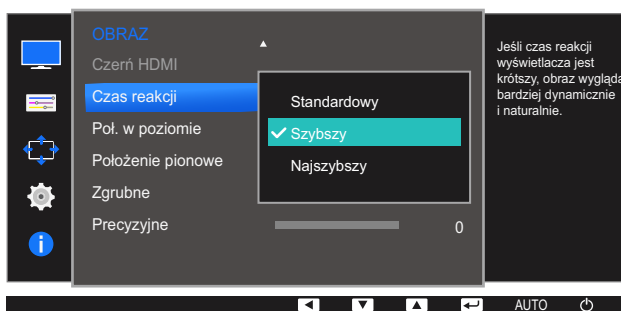 OBRAZ
Czerń HDMI
Czas reakcji
Poł. w poziomie
Położenie pionowe
Zgrubne
Precyzyjne
Standardowy
Szybszy
Najszybszy
0
Jeśli czas reakcji
wyświetlacza jest
krótszy, obraz wygląda
bardziej dynamicznie
i naturalnie.
AUTO